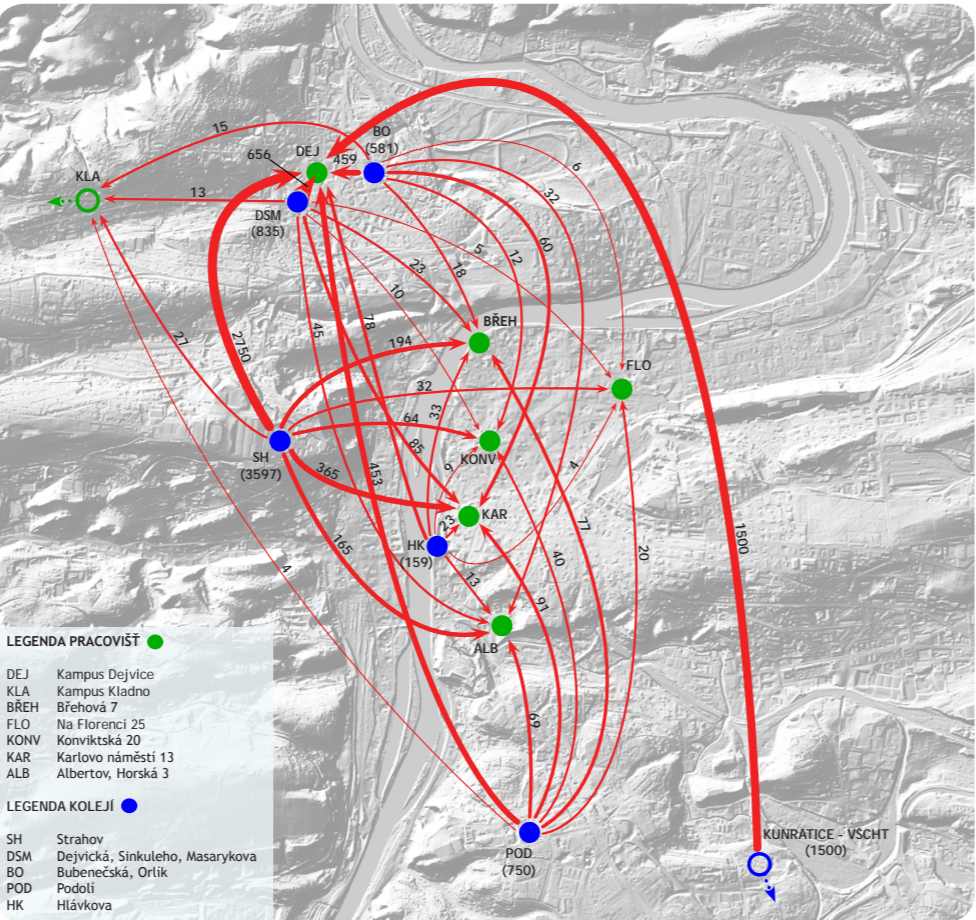 15
BO
(581)
DEJ
459
656
6
KLA
13
32
DSM
(835)
60
12
5
23
18
10
27
2750
45
78
BŘEH
194
FLO
32
33
64
85
KONV
9
4
SH
(3597)
365
453
KAR
23
77
1500
165
HK
(159)
13
40
20
4
91
ALB
69
KUNRATICE - VŠCHT
(1500)
POD
(750)
LEGENDA PRACOVIŠŤ
DEJ Kampus Dejvice
KLA Kampus Kladno
BŘEH Břehová 7
FLO Na Florenci 25
KONV Konviktská 20
KAR Karlovo náměstí 13
ALB Albertov, Horská 3
LEGENDA KOLEJÍ
SH Strahov
DSM Dejvická, Sinkuleho, Masarykova
BO Bubenečská, Orlík
POD Podolí
HK Hlávkova